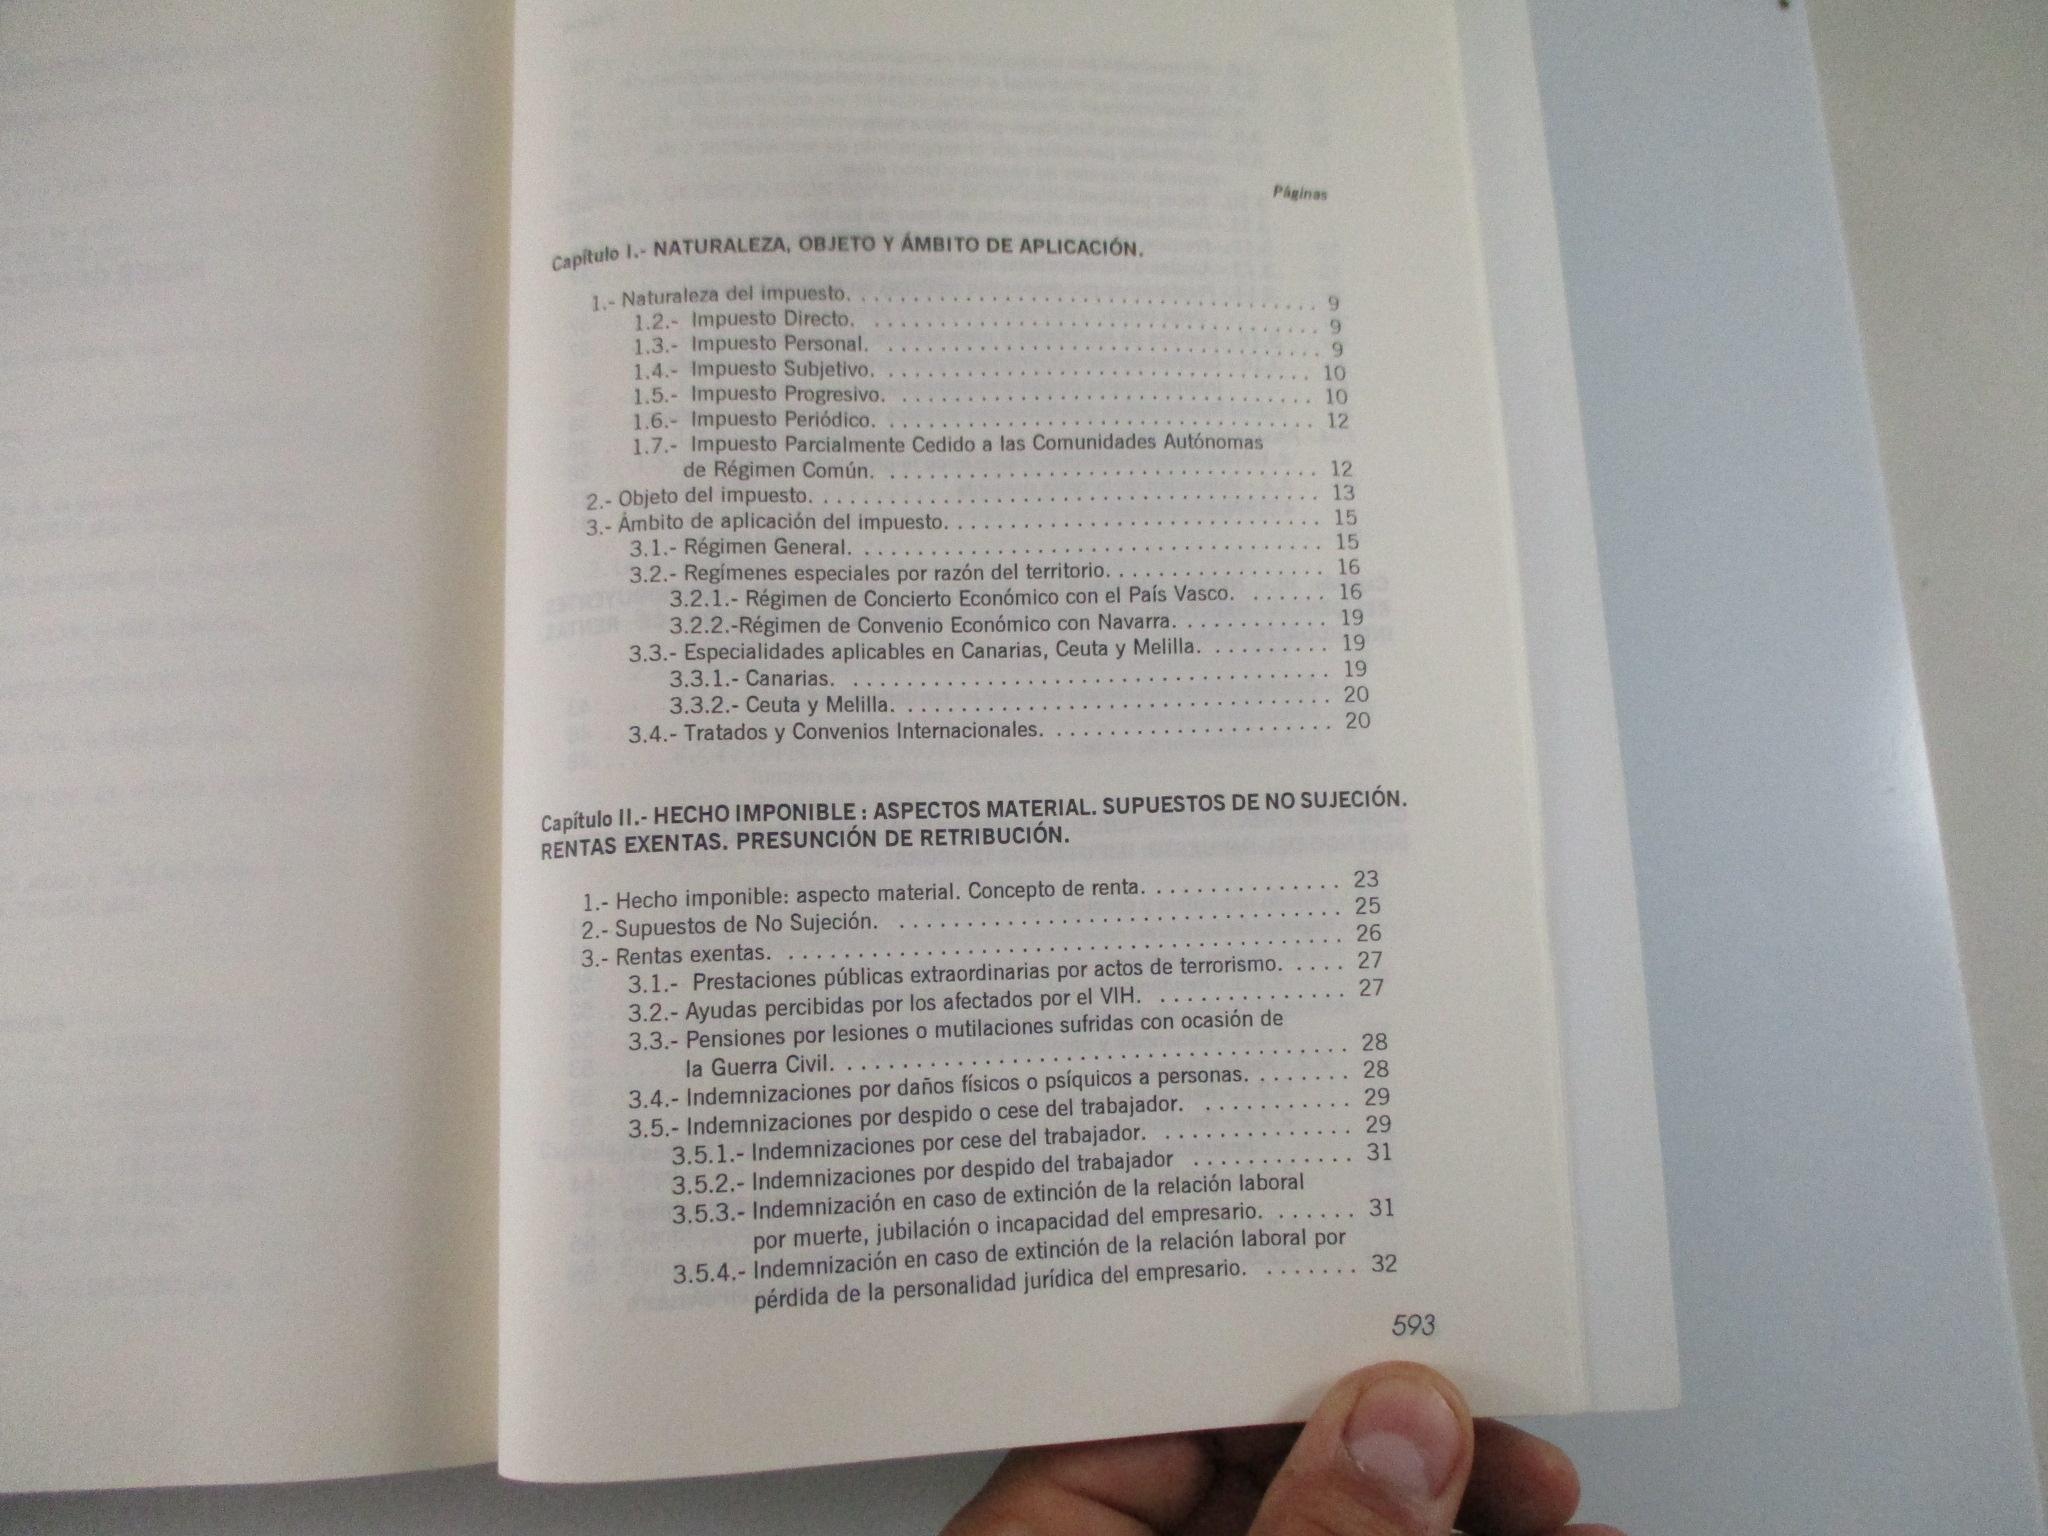 Páginas
Capítulo I.- NATURALEZA, OBJETO Y ÁMBITO DE APLICACIÓN.
1.- Naturaleza del impuesto. . . . . . . . . . . . . . . . . . . . . . . . . . . . . . . . . . . . 9
1.2.- Impuesto Directo. . . . . . . . . . . . . . . . . . . . . . . . . . . . . . . . . . . 9
1.3.- Impuesto Personal. . . . . . . . . . . . . . . . . . . . . . . . . . . . . . . . . . 9
1.4.- Impuesto Subjetivo. . . . . . . . . . . . . . . . . . . . . . . . . . . . . . . . . 10
1.5.- Impuesto Progresivo. . . . . . . . . . . . . . . . . . . . . . . . . . . . . . . . 10
1.6.- Impuesto Periódico. . . . . . . . . . . . . . . . . . . . . . . . . . . . . . . . . 12
1.7.- Impuesto Parcialmente Cedido a las Comunidades Autónomas
de Régimen Común. . . . . . . . . . . . . . . . . . . . . . . . . . . . . . . . . . 12
2.- Objeto del impuesto. . . . . . . . . . . . . . . . . . . . . . . . . . . . . . . . . . . . . . 13
3.- Ámbito de aplicación del impuesto. . . . . . . . . . . . . . . . . . . . . . . . . . . . . 15
3.1.- Régimen General. . . . . . . . . . . . . . . . . . . . . . . . . . . . . . . . . . . 15
3.2.- Regímenes especiales por razón del territorio. . . . . . . . . . . . . . . . . 16
3.2.1.- Régimen de Concierto Económico con el País Vasco. . . . . . . 16
3.2.2.-Régimen de Convenio Económico con Navarra. . . . . . . . . . . . 19
3.3.- Especialidades aplicables en Canarias, Ceuta y Melilla. . . . . . . . . . 19
3.3.1.- Canarias. . . . . . . . . . . . . . . . . . . . . . . . . . . . . . . . . . . . . 19
3.3.2.- Ceuta y Melilla. . . . . . . . . . . . . . . . . . . . . . . . . . . . . . . . . 20
3.4.- Tratados y Convenios Internacionales. . . . . . . . . . . . . . . . . . . . . . 20
Capítulo II.- HECHO IMPONIBLE : ASPECTOS MATERIAL. SUPUESTOS DE NO SUJECIÓN.
RENTAS EXENTAS. PRESUNCIÓN DE RETRIBUCIÓN.
1.- Hecho imponible: aspecto material. Concepto de renta. . . . . . . . . . . . . . . 23
2.- Supuestos de No Sujeción. . . . . . . . . . . . . . . . . . . . . . . . . . . . . . . . . . 25
3.- Rentas exentas. . . . . . . . . . . . . . . . . . . . . . . . . . . . . . . . . . . . . . . . . . 26
3.1.- Prestaciones públicas extraordinarias por actos de terrorismo. . . . . 27
3.2.- Ayudas percibidas por los afectados por el VIH. . . . . . . . . . . . . . . 27
3.3.- Pensiones por lesiones o mutilaciones sufridas con ocasión de
la Guerra Civil. . . . . . . . . . . . . . . . . . . . . . . . . . . . . . . . . . . . . . 28
3.4.- Indemnizaciones por daños físicos o psíquicos a personas. . . . . . . . 28
3.5.- Indemnizaciones por despido o cese del trabajador. . . . . . . . . . . . 29
3.5.1.- Indemnizaciones por cese del trabajador. . . . . . . . . . . . . . . 29
3.5.2.- Indemnizaciones por despido del trabajador . . . . . . . . . . . . 31
3.5.3.- Indemnización en caso de extinción de la relación laboral
por muerte, jubilación o incapacidad del empresario. . . . . . . 31
3.5.4.- Indemnización en caso de extinción de la relación laboral por
pérdida de la personalidad jurídica del empresario. . . . . . . . 32
593